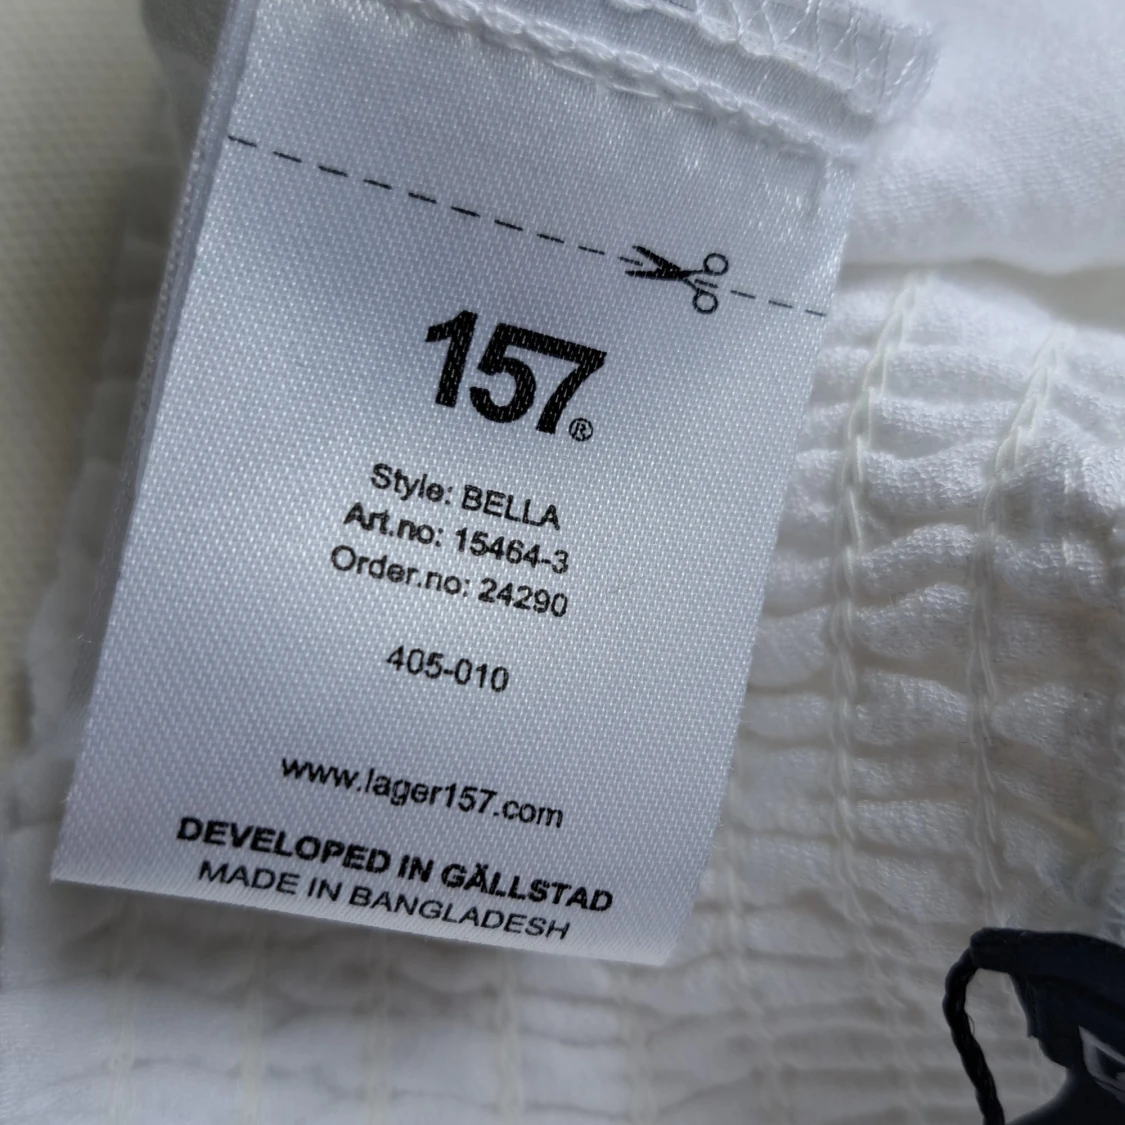 157®
Style: BELLA
Art.no: 15464-3
Order.no: 24290
405-010
www.lager157.com
DEVELOPED IN GÄLLSTAD
MADE IN BANGLADESH